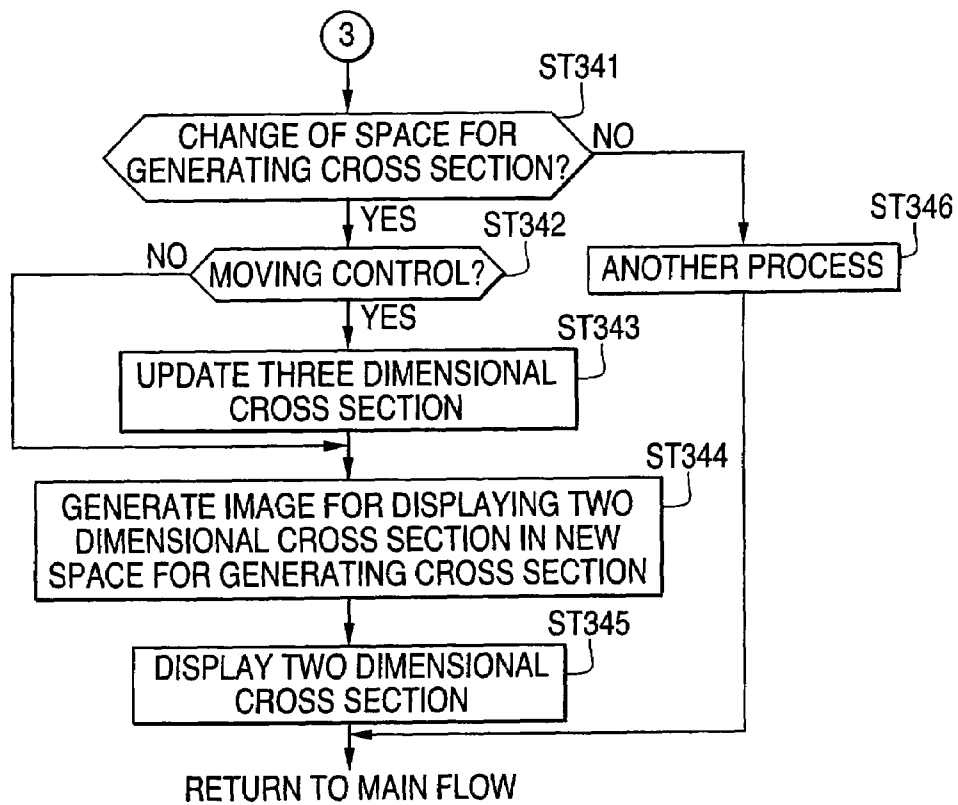 3
ST341
CHANGE OF SPACE FOR
GENERATING CROSS SECTION?
NO
YES
ST342
ST346
NO
MOVING CONTROL?
ANOTHER PROCESS
YES
ST343
UPDATE THREE DIMENSIONAL
CROSS SECTION
ST344
GENERATE IMAGE FOR DISPLAYING TWO
DIMENSIONAL CROSS SECTION IN NEW
SPACE FOR GENERATING CROSS SECTION
ST345
DISPLAY TWO DIMENSIONAL
CROSS SECTION
RETURN TO MAIN FLOW